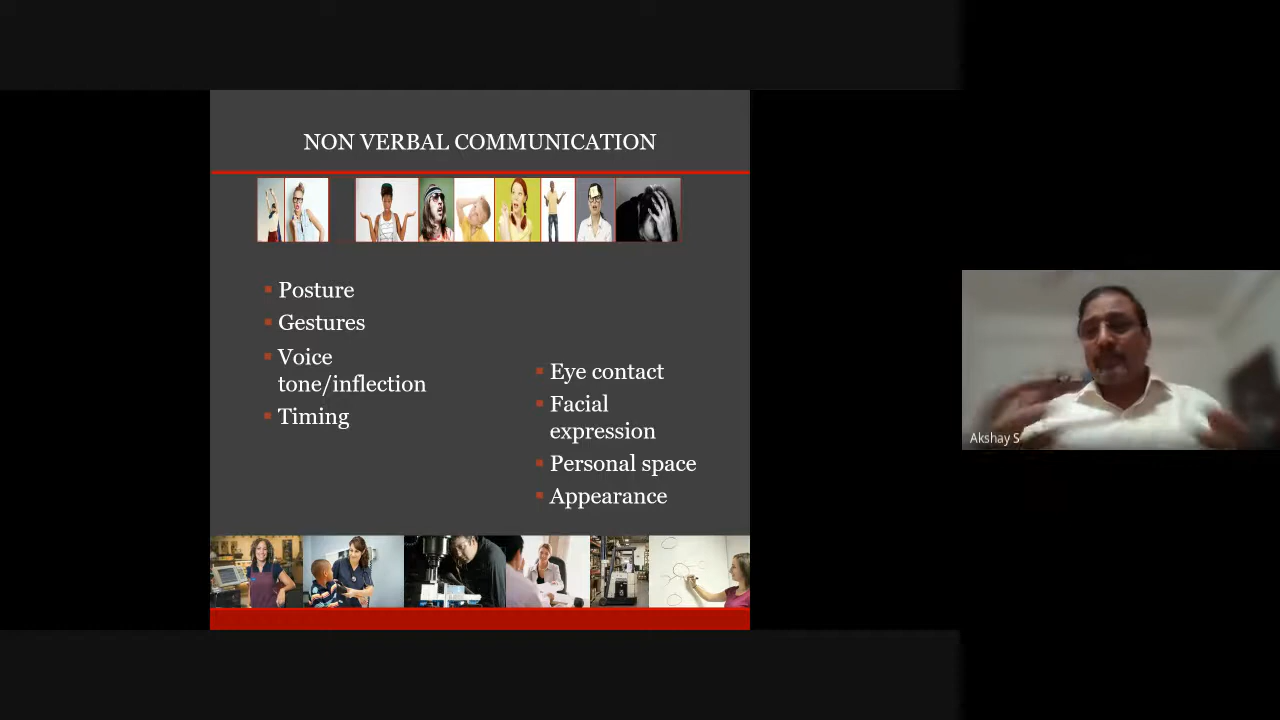 NON VERBAL COMMUNICATION
Posture
Gestures
Voice
tone/inflection
Timing
Eye contact
Facial
expression
Personal space
Appearance
Akshay S